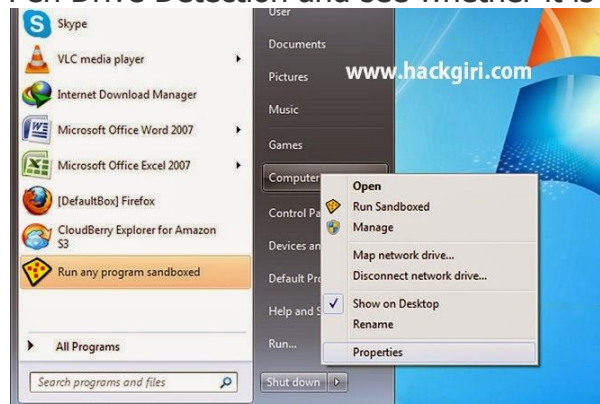 en Drive Detection and see whether it is
Skype
VLC media player
Internet Download Manager
Microsoft Office Word 2007
Microsoft Office Excel 2007
[DefaultBox] Firefox
CloudBerry Explorer for Amazon
S3
Run any program sandboxed
All Programs
Search programs and files
User
Documents
Pictures
Music
Games
Computer
Control Pa
Devices an
Default Pro
Help and S
Run...
Shut down
www.hackgiri.com
Open
Run Sandboxed
Manage
Map network drive...
Disconnect network drive...
Show on Desktop
Rename
Properties